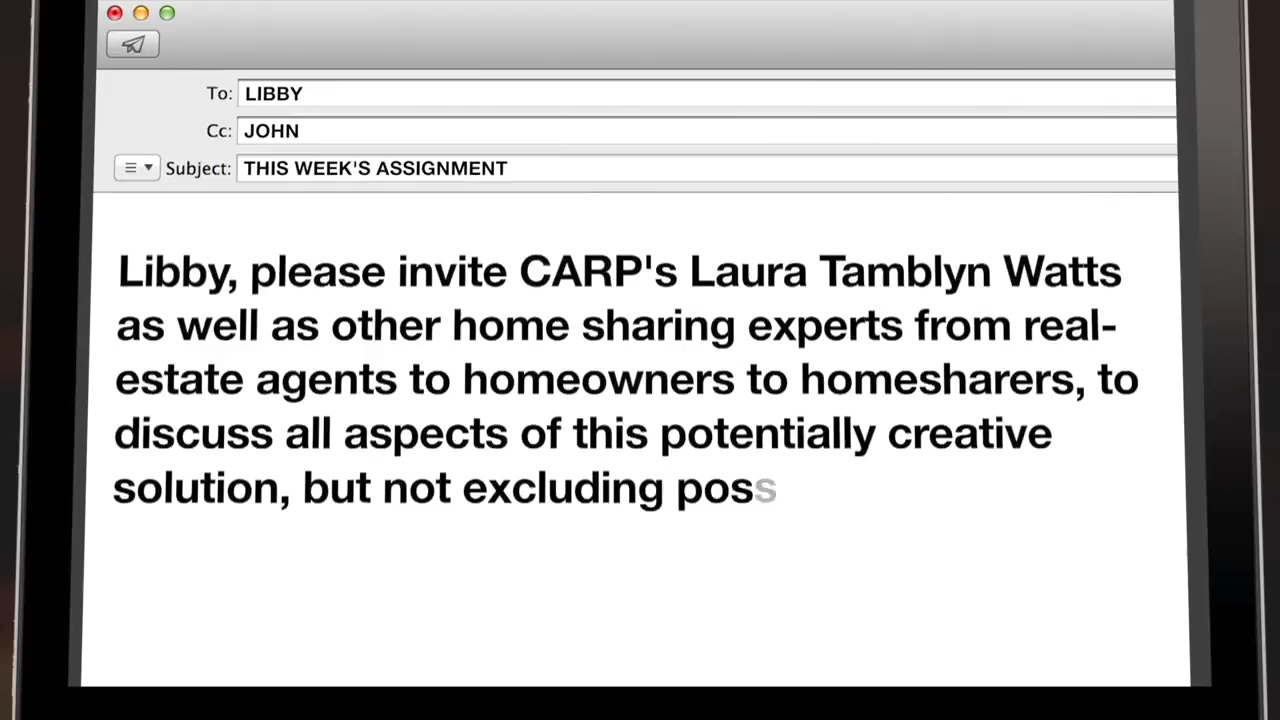 To: LIBBY
Cc: JOHN
Subject: THIS WEEK'S ASSIGNMENT
Libby, please invite CARP's Laura Tamblyn Watts
as well as other home sharing experts from real-
estate agents to homeowners to homesharers, to
discuss all aspects of this potentially creative
solution, but not excluding poss